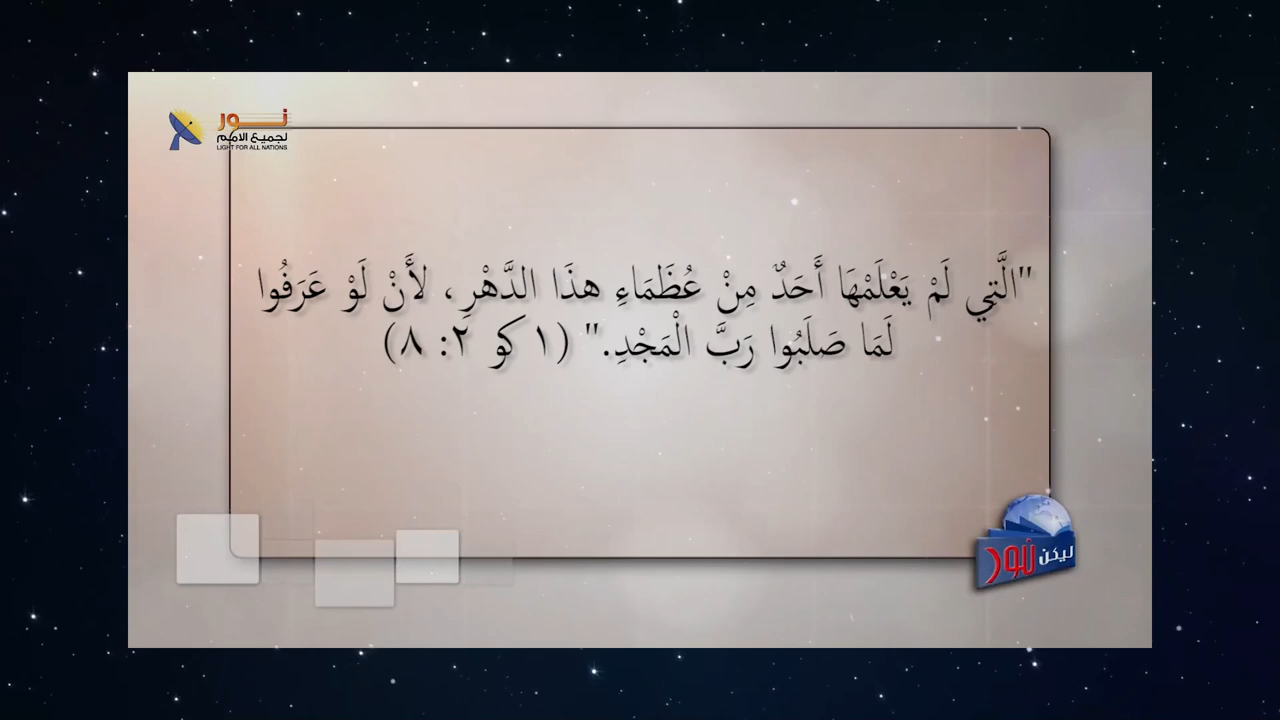 نور
لجميع الامم
LIGHT FOR ALL NATIONS
"الَّتِي لَمْ يَعْلَمْهَا أَحَدٌ مِنْ عُظَمَاءِ هذَا الدَّهْرِ، لأَنْ لَوْ عَرَفُوا
لَمَا صَلَبُوا رَبَّ الْمَجْدِ." (١ كو ٢: ٨)
ليكن نور